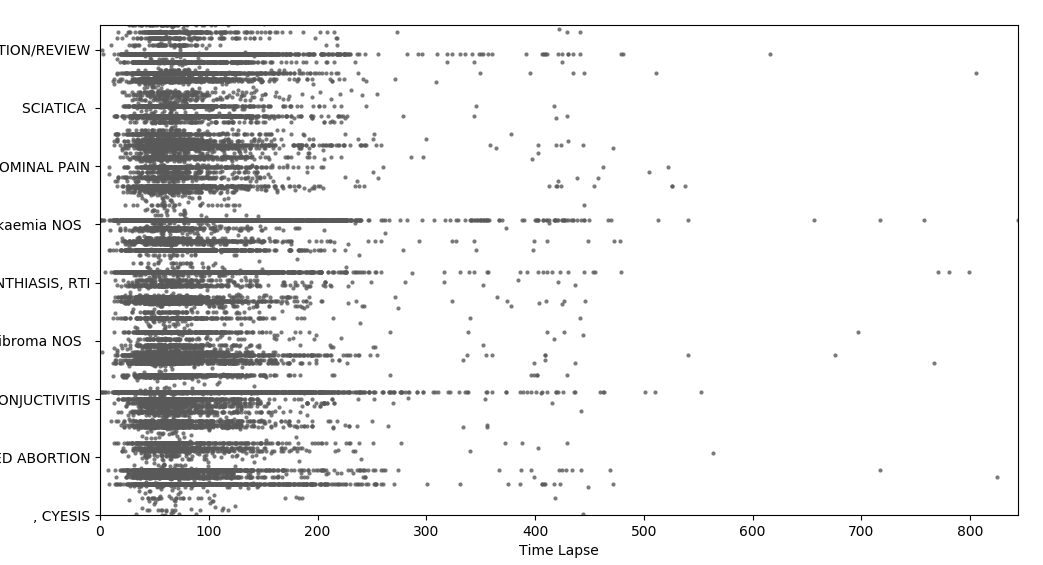 TION/REVIEW
SCIATICA
OMINAL PAIN
kaemia NOS
NTHIASIS, RTI
ibroma NOS
ONJUCTIVITIS
ED ABORTION
, CYESIS
0 100 200 300 400 500 600 700 800
Time Lapse